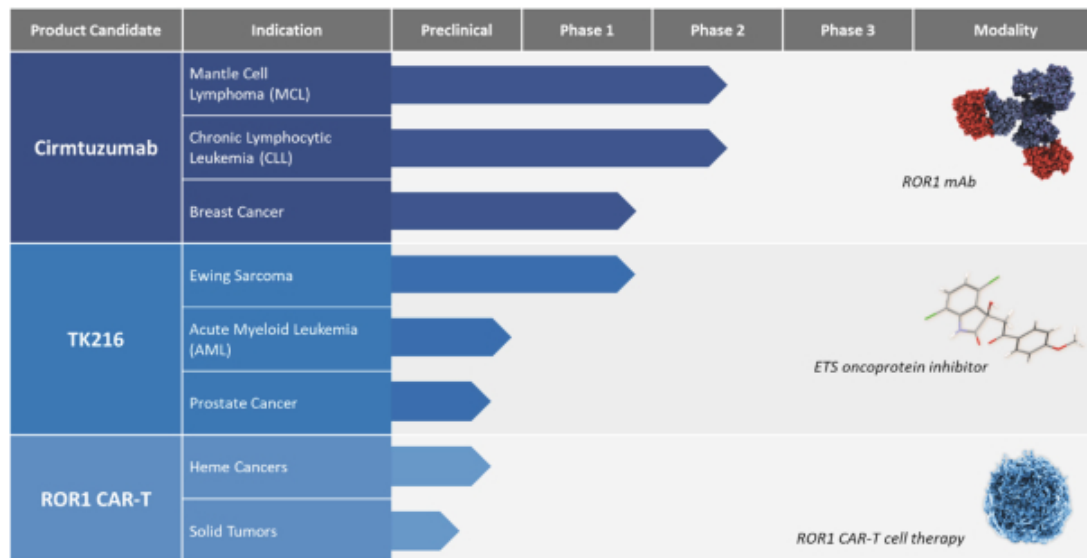 Product Candidate Indication Preclinical Phase 1 Phase 2 Phase 3 Modality
Cirmtuzumab
Mantle Cell
Lymphoma (MCL)
Chronic Lymphocytic
Leukemia (CLL)
Breast Cancer
ROR1 mAb
TK216
Ewing Sarcoma
Acute Myeloid Leukemia
(AML)
Prostate Cancer
ETS oncoprotein inhibitor
ROR1 CAR-T
Heme Cancers
Solid Tumors
ROR1 CAR-T cell therapy